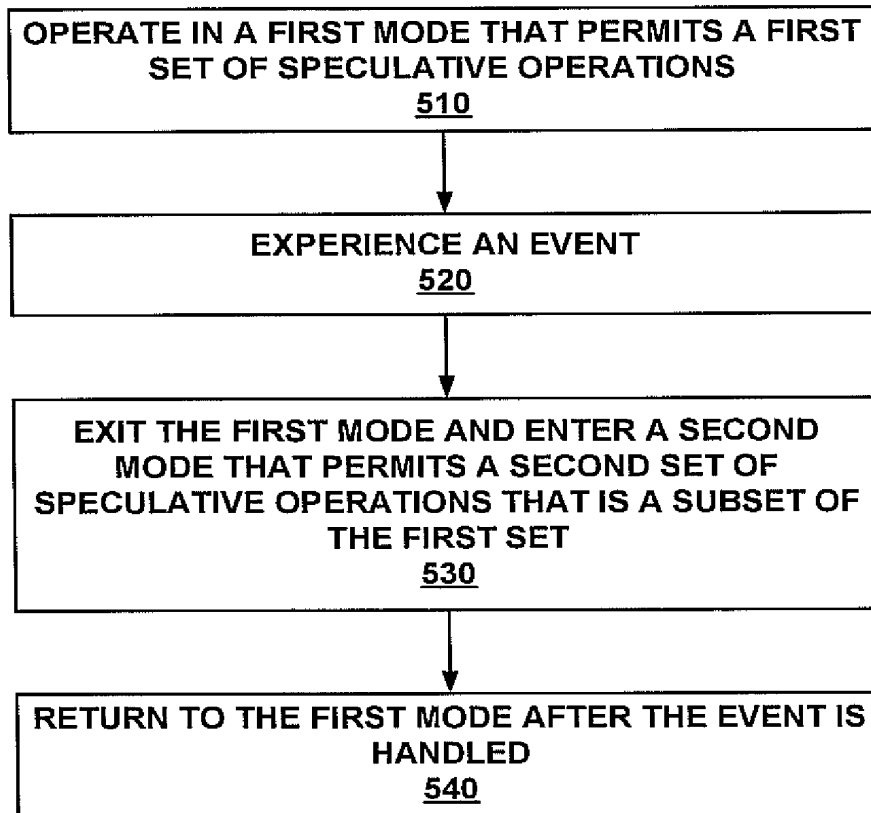 OPERATE IN A FIRST MODE THAT PERMITS A FIRST
SET OF SPECULATIVE OPERATIONS
510
EXPERIENCE AN EVENT
520
EXIT THE FIRST MODE AND ENTER A SECOND
MODE THAT PERMITS A SECOND SET OF
SPECULATIVE OPERATIONS THAT IS A SUBSET OF
THE FIRST SET
530
RETURN TO THE FIRST MODE AFTER THE EVENT IS
HANDLED
540